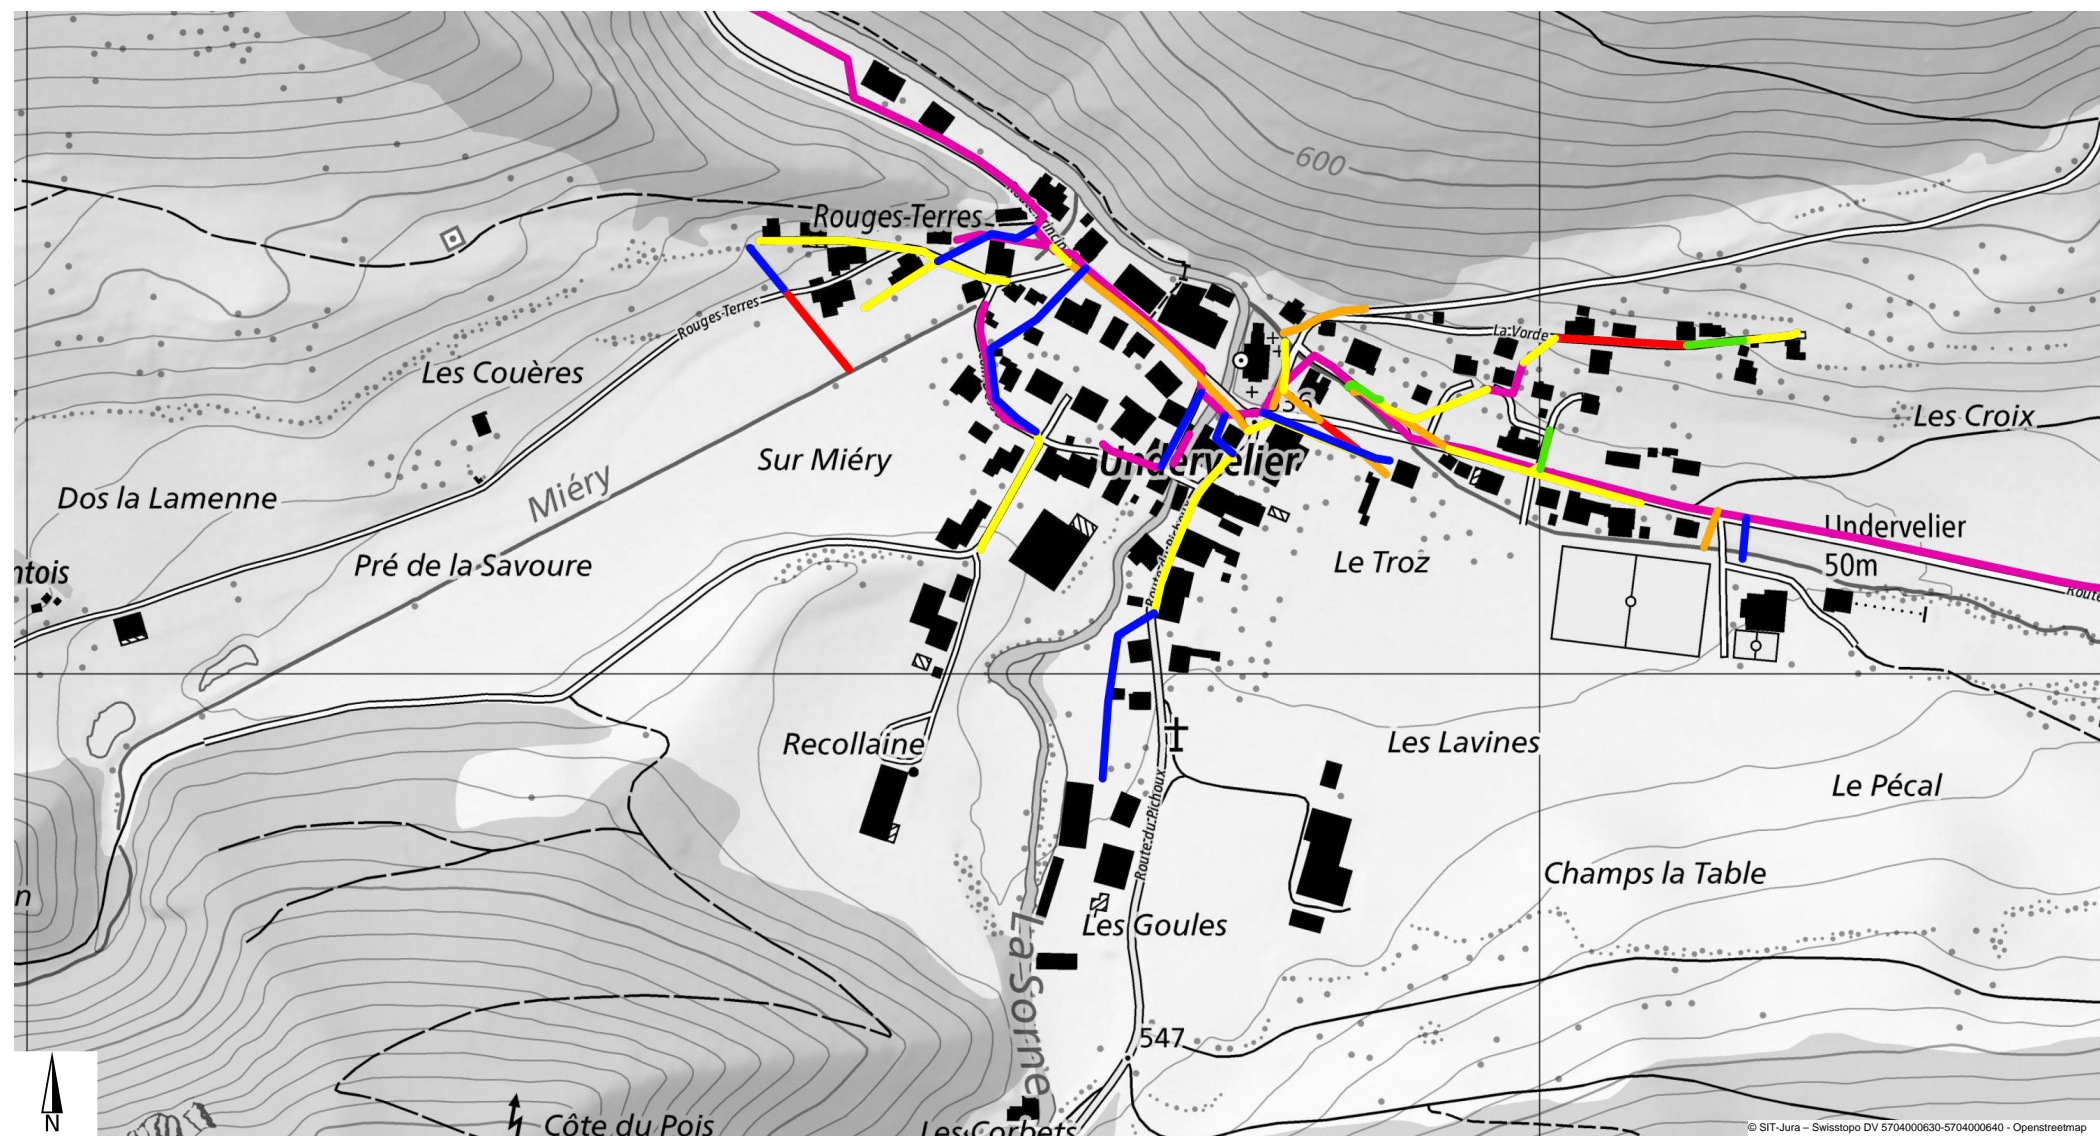 600
Rouges-Terres
La Vorde
Rouges-Terres
Les Couères
Les Croix
Sur Miéry
Undervelier
Miéry
Dos la Lamenne
Undervelier
50m
Le Troz
Pré de la Savoure
ntois
Route du Pichoux
Route
Recollaine
Les Lavines
Le Pécal
Route du Pichoux
Champs la Table
n
Les Goules
La Sorne
547
N
Côte du Pois
Les Corbets
© SIT-Jura – Swisstopo DV 5704000630-5704000640 - Openstreetmap